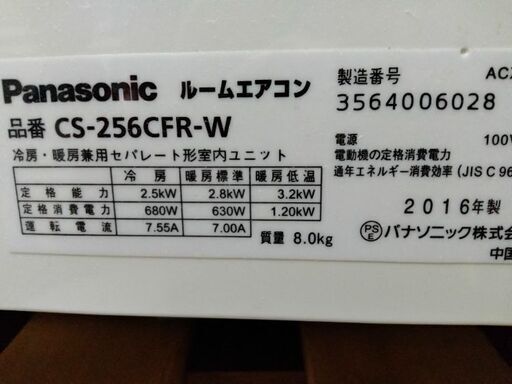 Panasonic ルームエアコン
品番 CS-256CFR-W
冷房・暖房兼用セパレート形室内ユニット
冷房 暖房標準 暖房低温
定格能力 2.5kW 2.8kW 3.2kW
定格消費電力 680W 630W 1.20kW
運転電流 7.55A 7.00A
質量 8.0kg
製造番号 ACX
3564006028
電源 100V
電動機の定格消費電力
通年エネルギー消費効率(JIS C 96
2016年製
PS
E
パナソニック株式会
中国